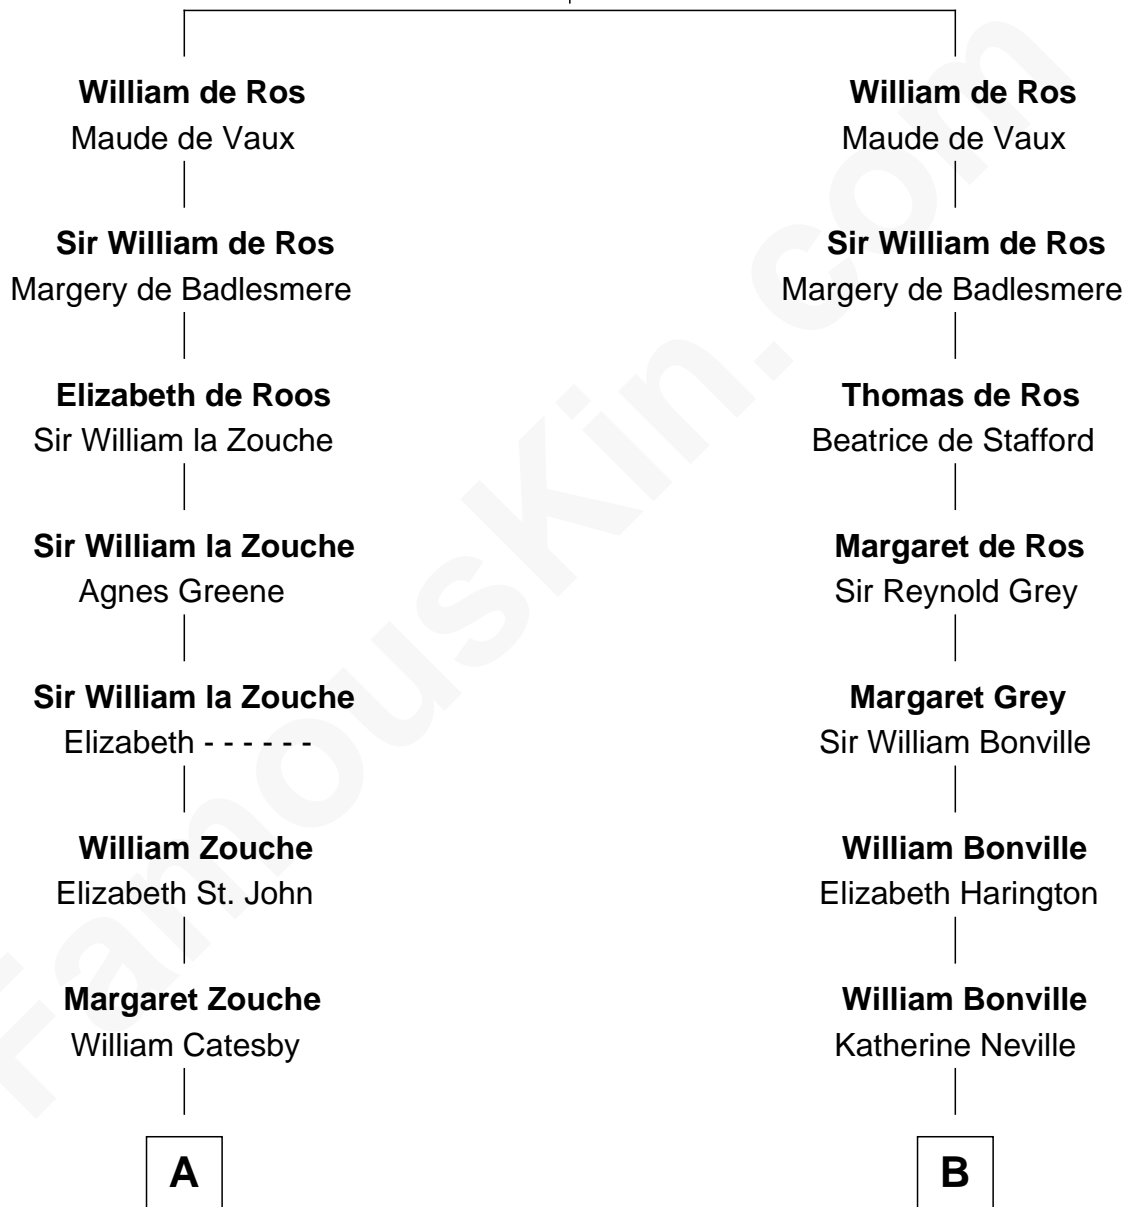 William de Ros
Maude de Vaux
Sir William de Ros
Margery de Badlesmere
Elizabeth de Roos
Sir William la Zouche
Sir William la Zouche
Agnes Greene
Sir William la Zouche
Elizabeth - - - - - -
William Zouche
Elizabeth St. John
Margaret Zouche
William Catesby
A
William de Ros
Maude de Vaux
Sir William de Ros
Margery de Badlesmere
Thomas de Ros
Beatrice de Stafford
Margaret de Ros
Sir Reynold Grey
Margaret Grey
Sir William Bonville
William Bonville
Elizabeth Harington
William Bonville
Katherine Neville
B
FamousKin.com